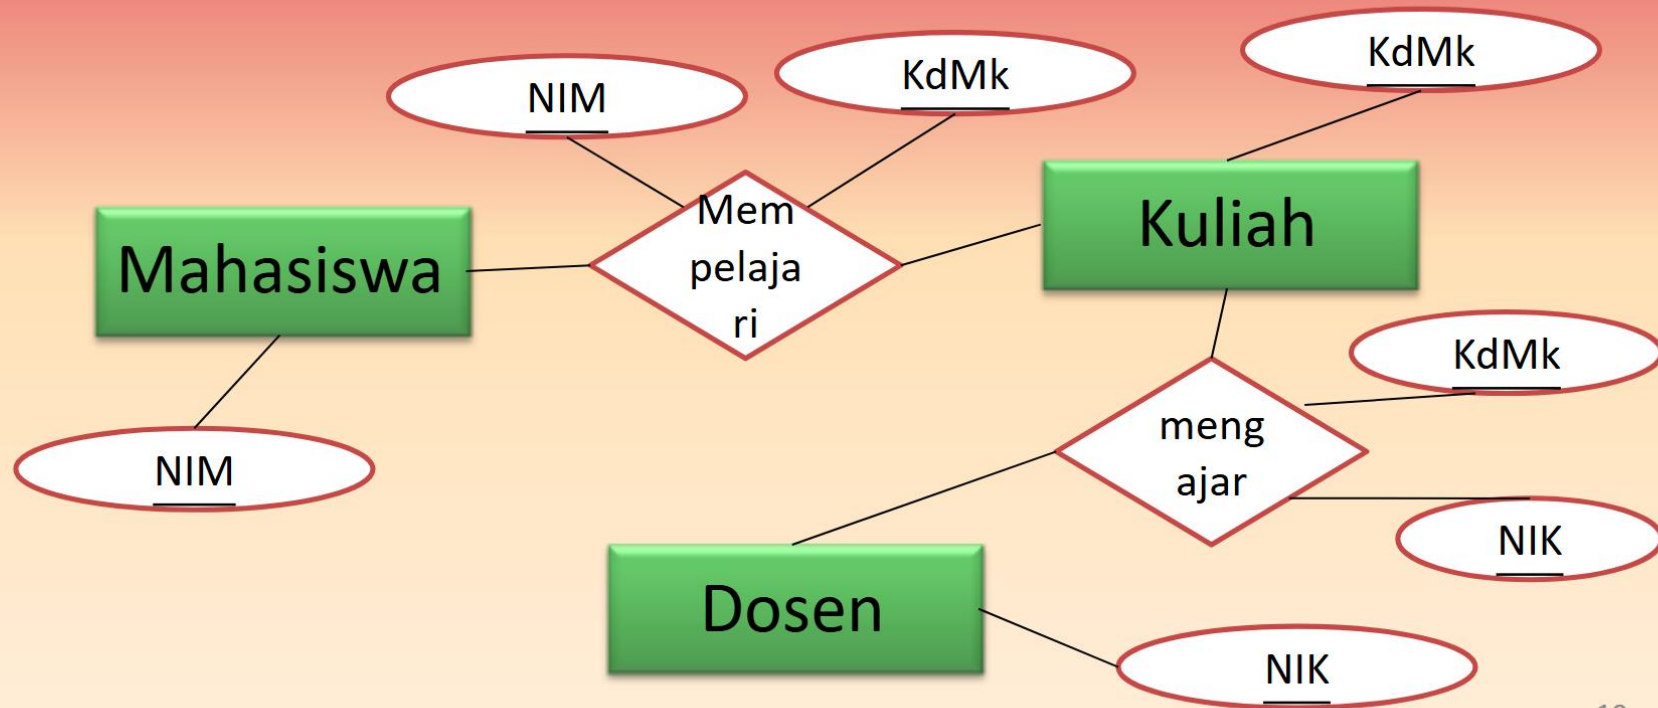 KdMk
KdMk
NIM
Kuliah
Mem
pelaja
ri
Mahasiswa
KdMk
meng
ajar
NIM
NIK
Dosen
NIK